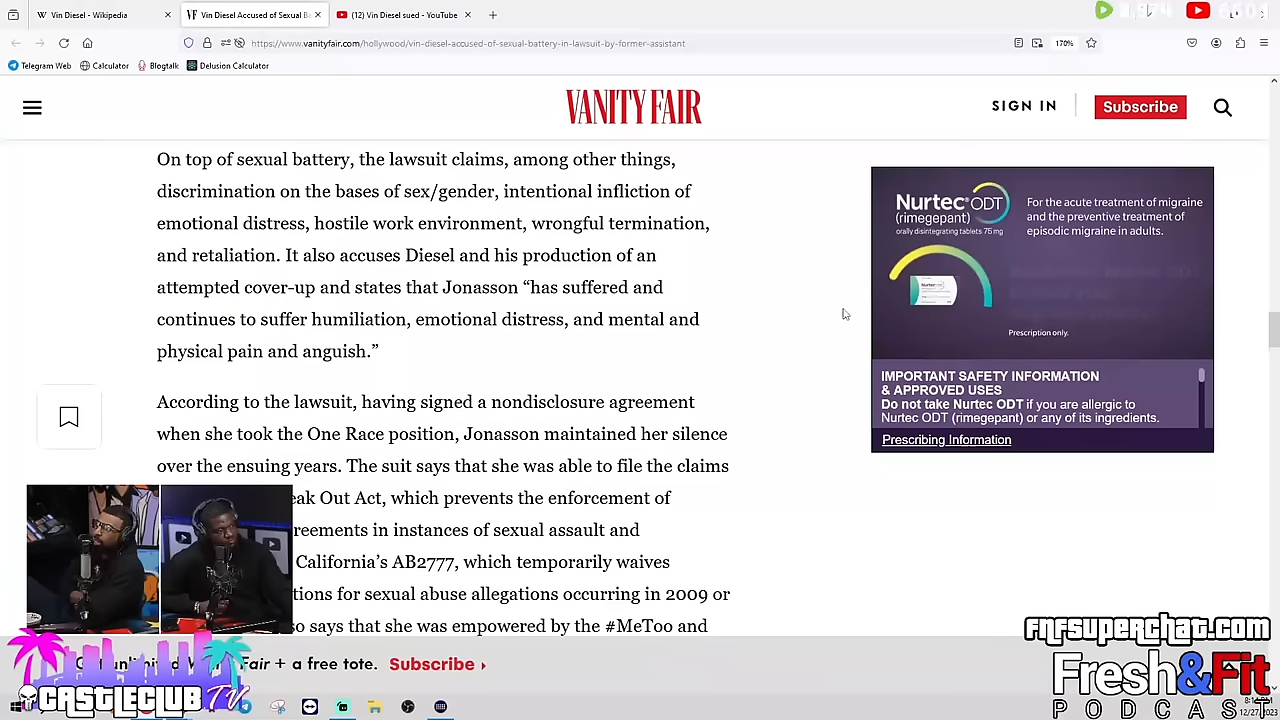 Vin Diesel - Wikipedia
Vin Diesel Accused of Sexual B
(12) Vin Diesel sued - YouTube
https://www.vanityfair.com/hollywood/vin-diesel-accused-of-sexual-battery-in-lawsuit-by-former-assistant
170%
Telegram Web
Calculator
Blogtalk
Delusion Calculator
VANITY FAIR
SIGN IN
Subscribe
On top of sexual battery, the lawsuit claims, among other things,
discrimination on the bases of sex/gender, intentional infliction of
emotional distress, hostile work environment, wrongful termination,
and retaliation. It also accuses Diesel and his production of an
attempted cover-up and states that Jonasson “has suffered and
continues to suffer humiliation, emotional distress, and mental and
physical pain and anguish.”
According to the lawsuit, having signed a nondisclosure agreement
when she took the One Race position, Jonasson maintained her silence
over the ensuing years. The suit says that she was able to file the claims
eak Out Act, which prevents the enforcement of
reements in instances of sexual assault and
California’s AB2777, which temporarily waives
tions for sexual abuse allegations occurring in 2009 or
o says that she was empowered by the #MeToo and
Nurtec ODT
(rimegepant)
orally disintegrating tablets 75 mg
For the acute treatment of migraine
and the preventive treatment of
episodic migraine in adults.
Prescription only.
IMPORTANT SAFETY INFORMATION
& APPROVED USES
Do not take Nurtec ODT if you are allergic to
Nurtec ODT (rimegepant) or any of its ingredients.
Prescribing Information
Fair + a free tote.
Subscribe
CASTLECLUB TV
FNFSUPERCHAT.COM
Fresh&Fit
PODCAST
12/27/2023